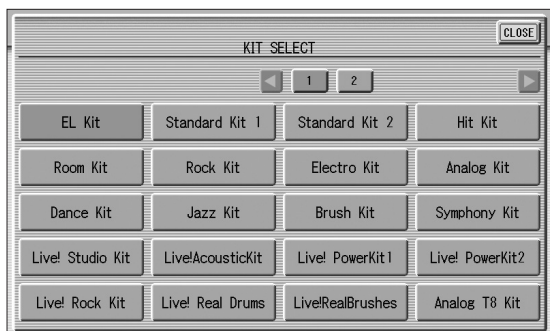 CLOSE
KIT SELECT
1 2
EL Kit Standard Kit 1 Standard Kit 2 Hit Kit
Room Kit Rock Kit Electro Kit Analog Kit
Dance Kit Jazz Kit Brush Kit Symphony Kit
Live! Studio Kit Live!AcousticKit Live! PowerKit1 Live! PowerKit2
Live! Rock Kit Live! Real Drums Live!RealBrushes Analog T8 Kit